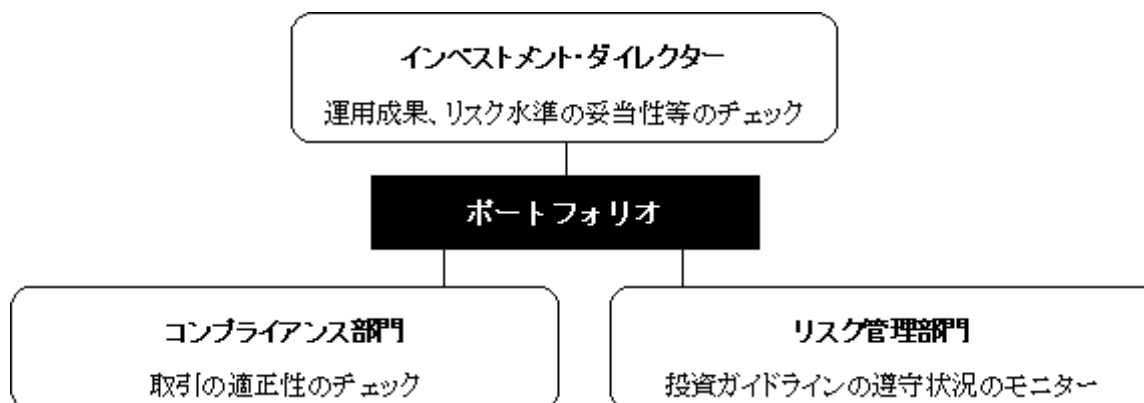 インベストメント・ダイレクター
運用成果、リスク水準の妥当性等のチェック
ポートフォリオ
コンプライアンス部門
取引の適正性のチェック
リスク管理部門
投資ガイドラインの遵守状況のモニター